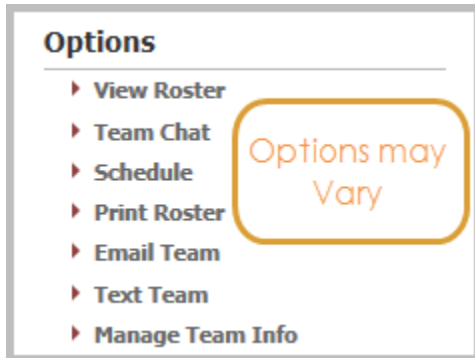 Options
View Roster
Team Chat
Schedule
Print Roster
Email Team
Text Team
Manage Team Info
Options may
Vary